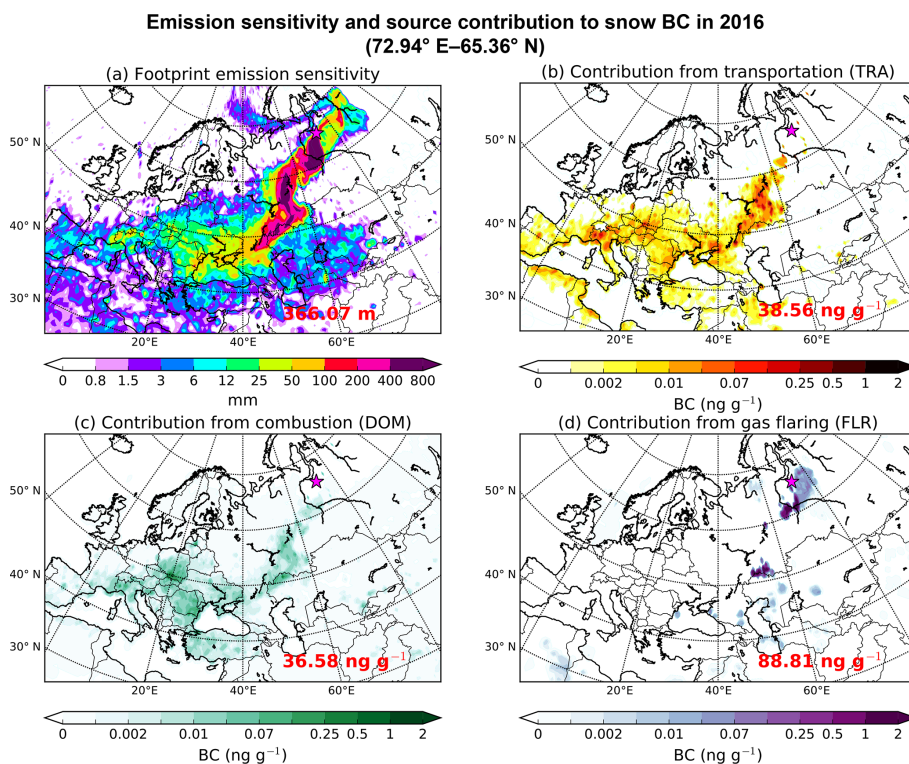 Emission sensitivity and source contribution to snow BC in 2016
(72.94° E–65.36° N)
(a) Footprint emission sensitivity
50° N
40° N
30° N
366.07 m
20°E 40°E 60°E
0 0.8 1.5 3 6 12 25 50 100 200 400 800
mm
(b) Contribution from transportation (TRA)
50° N
40° N
30° N
38.56 ng g⁻¹
20°E 40°E 60°E
0 0.002 0.01 0.07 0.25 0.5 1 2
BC (ng g⁻¹)
(c) Contribution from combustion (DOM)
50° N
40° N
30° N
36.58 ng g⁻¹
20°E 40°E 60°E
0 0.002 0.01 0.07 0.25 0.5 1 2
BC (ng g⁻¹)
(d) Contribution from gas flaring (FLR)
50° N
40° N
30° N
88.81 ng g⁻¹
20°E 40°E 60°E
0 0.002 0.01 0.07 0.25 0.5 1 2
BC (ng g⁻¹)